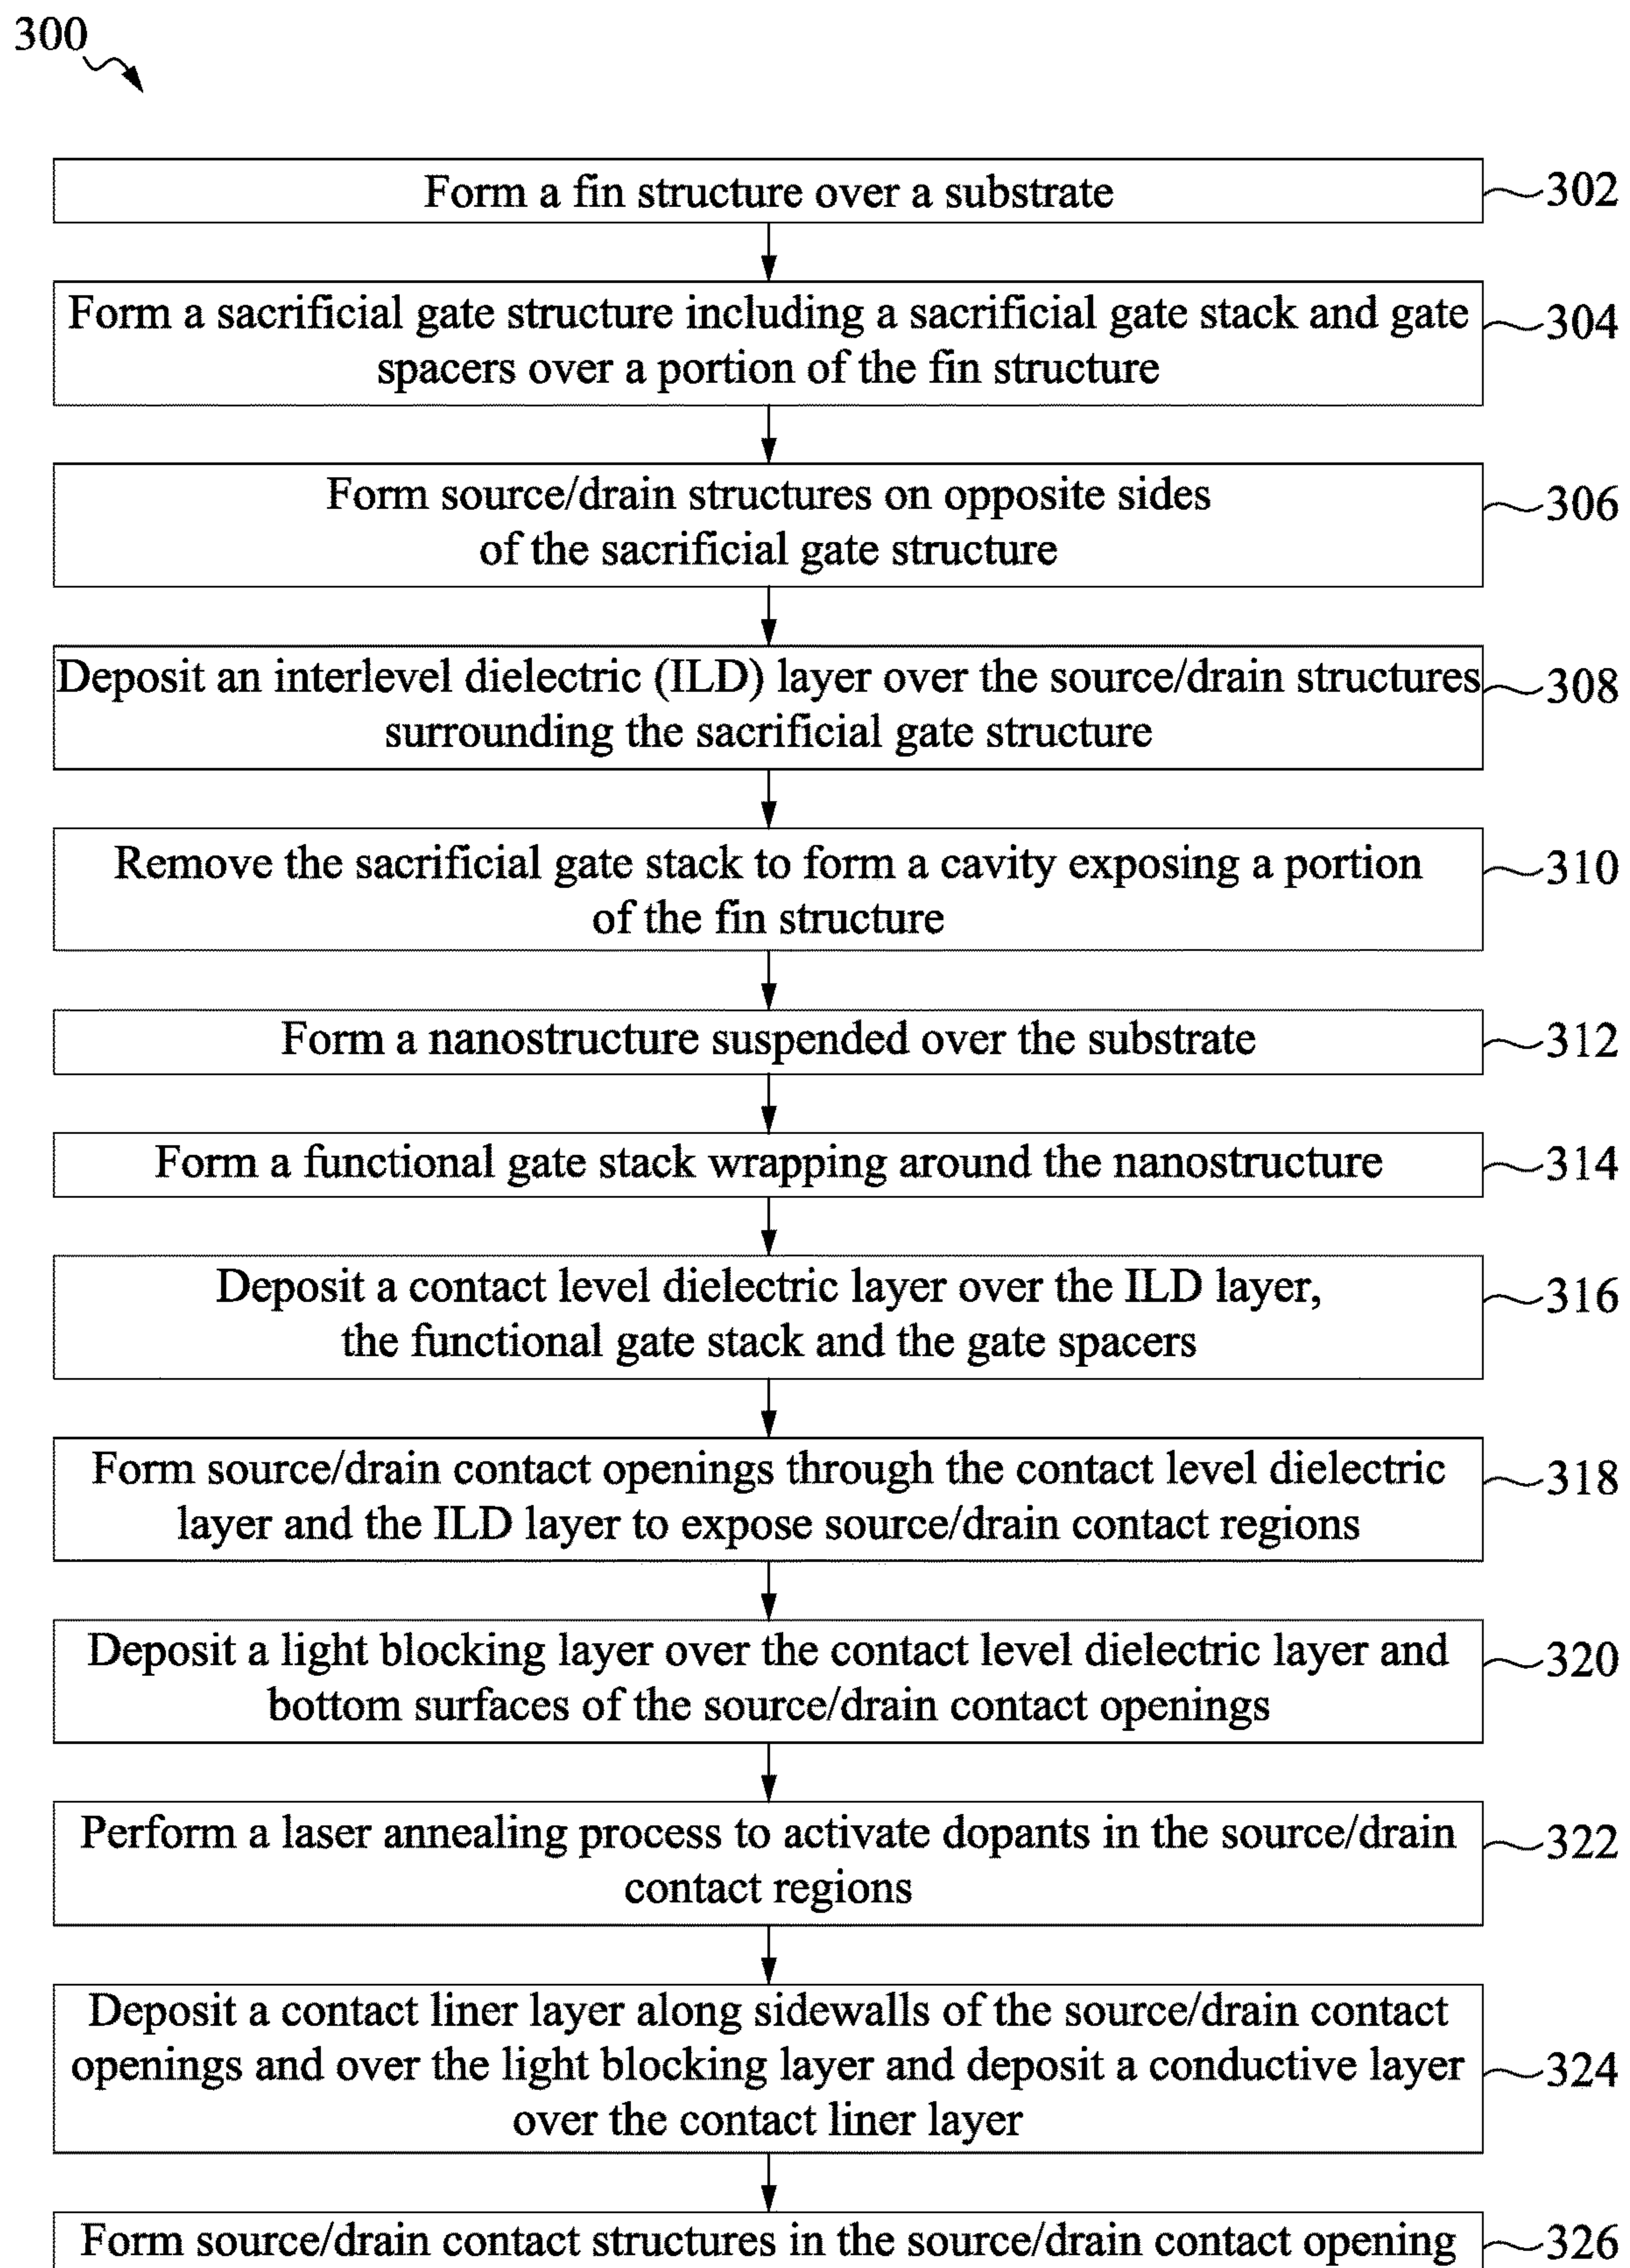 300
Form a fin structure over a substrate
302
Form a sacrificial gate structure including a sacrificial gate stack and gate
spacers over a portion of the fin structure
304
Form source/drain structures on opposite sides
of the sacrificial gate structure
306
Deposit an interlevel dielectric (ILD) layer over the source/drain structures
surrounding the sacrificial gate structure
308
Remove the sacrificial gate stack to form a cavity exposing a portion
of the fin structure
310
Form a nanostructure suspended over the substrate
312
Form a functional gate stack wrapping around the nanostructure
314
Deposit a contact level dielectric layer over the ILD layer,
the functional gate stack and the gate spacers
316
Form source/drain contact openings through the contact level dielectric
layer and the ILD layer to expose source/drain contact regions
318
Deposit a light blocking layer over the contact level dielectric layer and
bottom surfaces of the source/drain contact openings
320
Perform a laser annealing process to activate dopants in the source/drain
contact regions
322
Deposit a contact liner layer along sidewalls of the source/drain contact
openings and over the light blocking layer and deposit a conductive layer
over the contact liner layer
324
Form source/drain contact structures in the source/drain contact opening
326